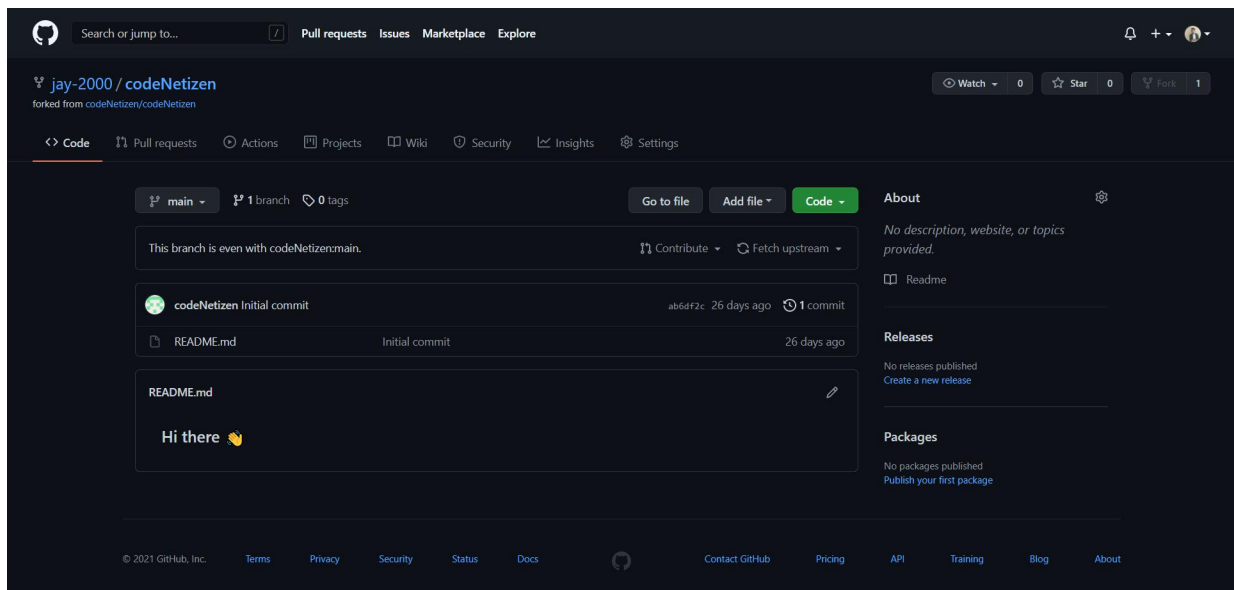 Search or jump to... / Pull requests Issues Marketplace Explore
jay-2000 / codeNetizen Watch 0 Star 0 Fork 1
forked from codeNetizen/codeNetizen
Code Pull requests Actions Projects Wiki Security Insights Settings
main 1 branch 0 tags Go to file Add file Code
This branch is even with codeNetizen:main. Contribute Fetch upstream
codeNetizen Initial commit ab6df2c 26 days ago 1 commit
README.md Initial commit 26 days ago
README.md
Hi there 👋
About
No description, website, or topics
provided.
Readme
Releases
No releases published
Create a new release
Packages
No packages published
Publish your first package
© 2021 GitHub, Inc. Terms Privacy Security Status Docs Contact GitHub Pricing API Training Blog About